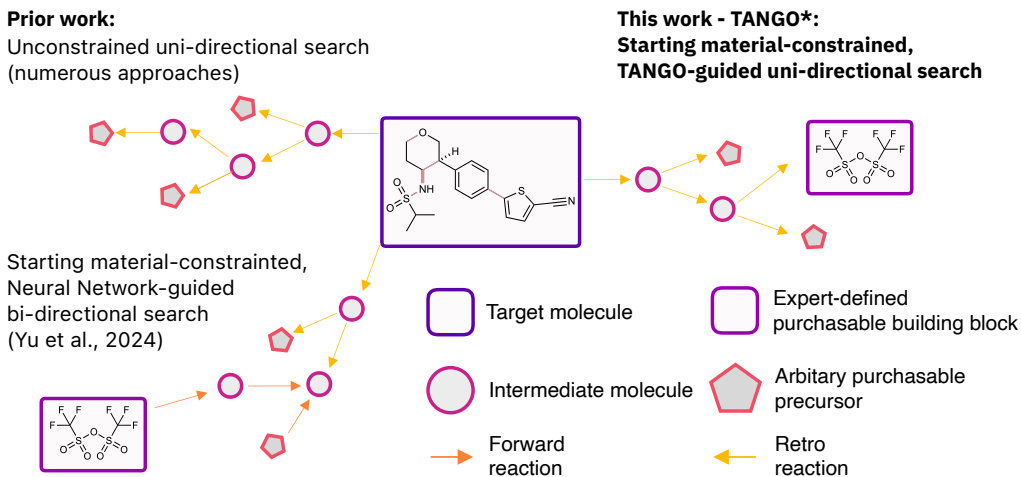 Prior work:
Unconstrained uni-directional search
(numerous approaches)
This work - TANGO*:
Starting material-constrained,
TANGO-guided uni-directional search
O
H
NH
O
S
O
S
N
F
F
F
F
F
F
O
S
S
O
O
O
O
Starting material-constrainted,
Neural Network-guided
bi-directional search
(Yu et al., 2024)
F
F
F
F
F
F
O
S
S
O
O
O
O
Target molecule
Expert-defined
purchasable building block
Intermediate molecule
Arbitary purchasable
precursor
Forward
reaction
Retro
reaction